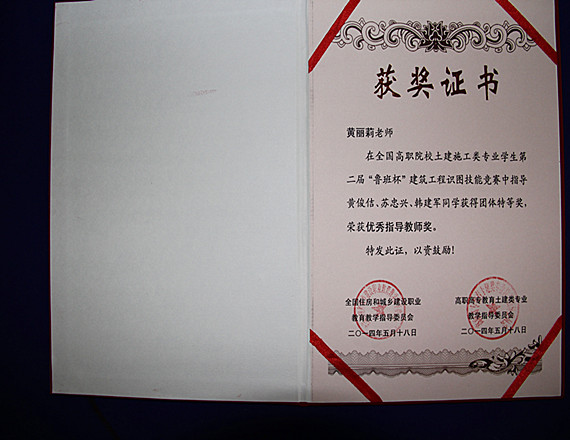 获奖证书
黄丽莉老师
在全国高职院校土建施工类专业学生第
二届“鲁班杯”建筑工程识图技能竞赛中指导
黄俊佶、苏忠兴、韩建军同学获得团体特等奖，
荣获优秀指导教师奖。
特发此证，以资鼓励！
全国住房和城乡建设职业
教育教学指导委员会
二〇一四年五月十八日
高职高专教育土建类专业
教学指导委员会
二〇一四年五月十八日